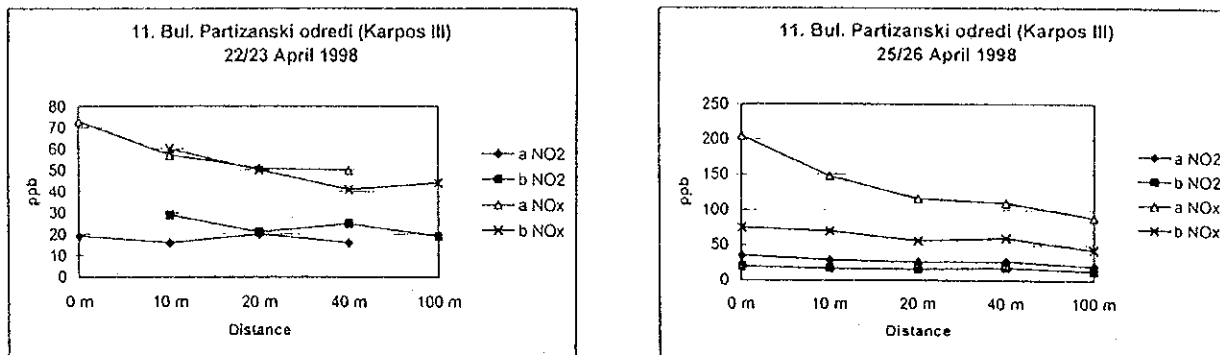 11. Bul. Partizanski odredi (Karpos III)
22/23 April 1998
80
70
60
50
40
30
20
10
0
ppb
0 m
10 m
20 m
40 m
100 m
Distance
a NO2
b NO2
a NOx
b NOx
11. Bul. Partizanski odredi (Karpos III)
25/26 April 1998
250
200
150
100
50
0
ppb
0 m
10 m
20 m
40 m
100 m
Distance
a NO2
b NO2
a NOx
b NOx